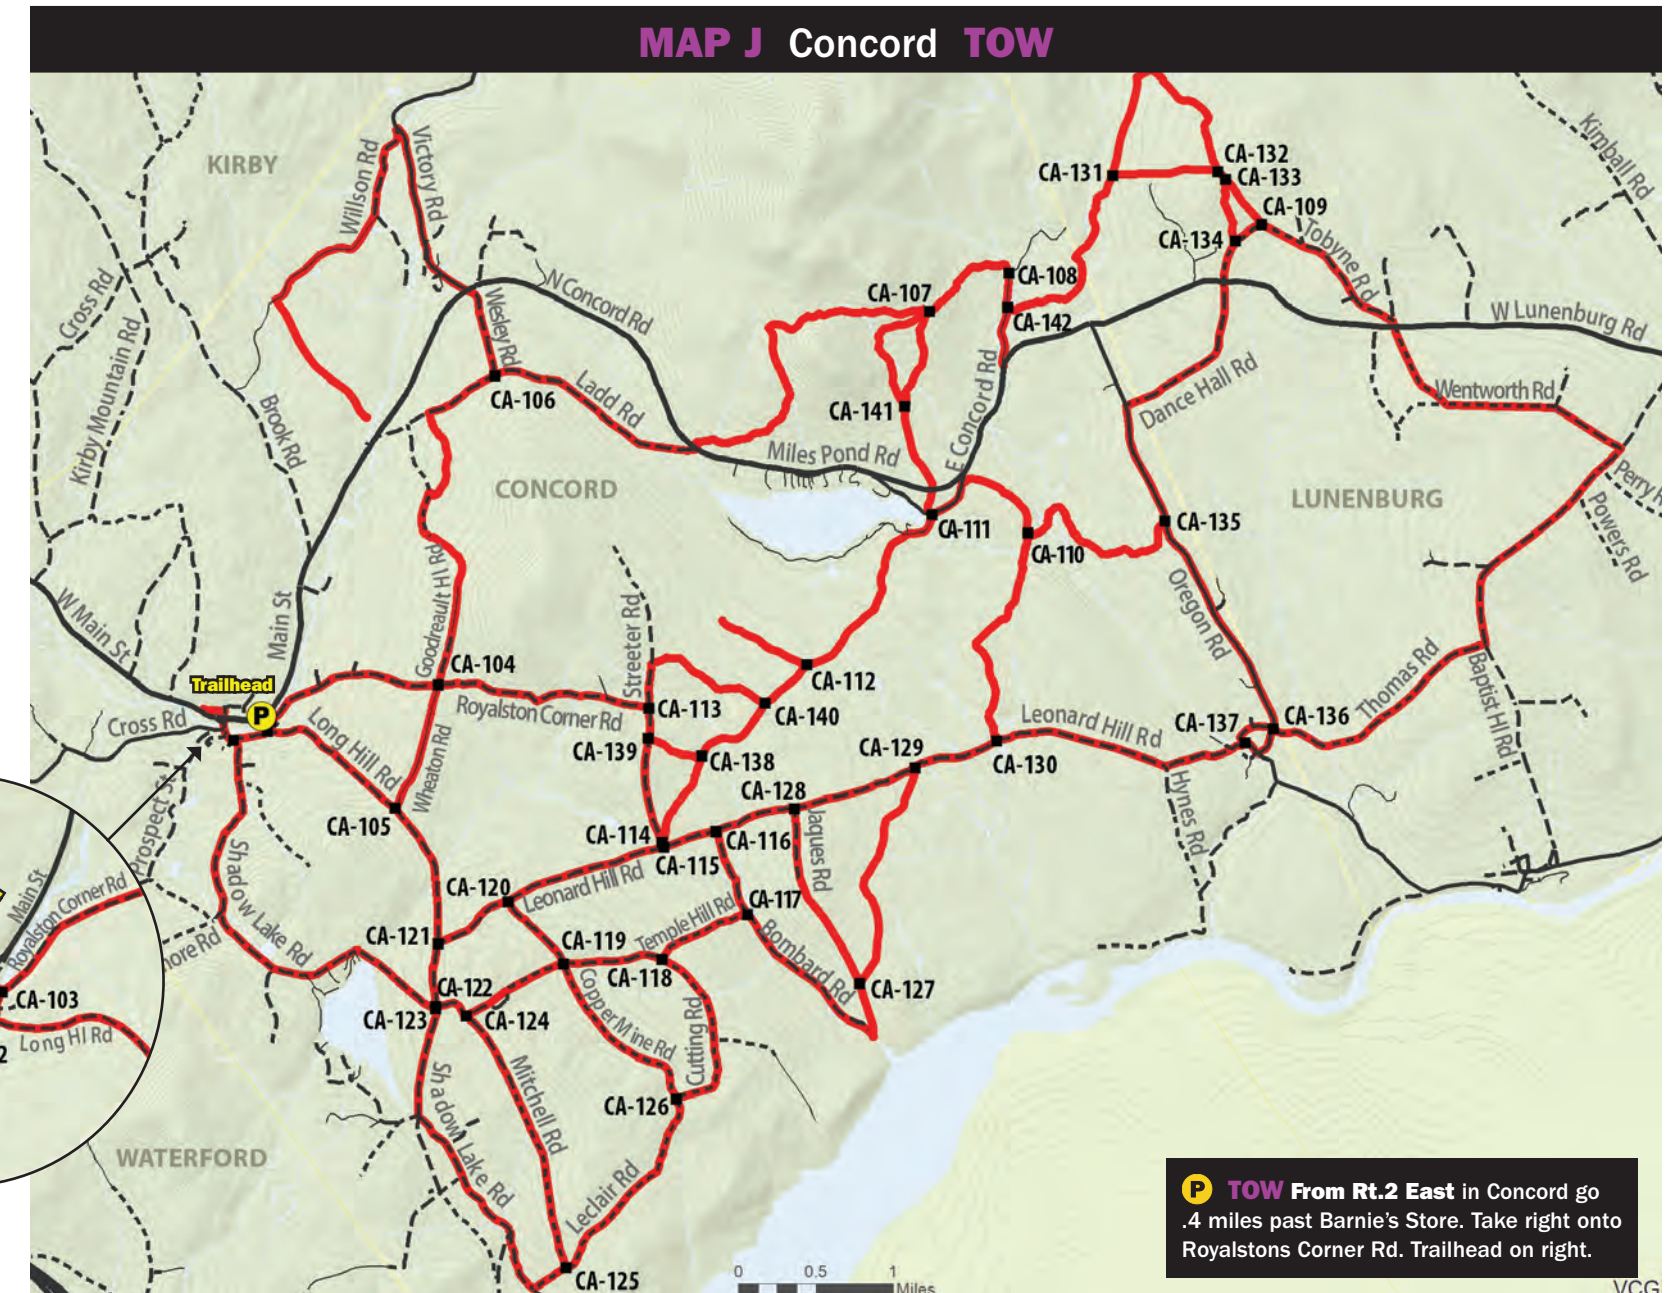 MAP J Concord TOW
KIRBY
Willson Rd
Victory Rd
Kimball Rd
CA-131
CA-132
CA-133
CA-109
CA-134
Tobyne Rd
Cross Rd
N Concord Rd
Wesley Rd
CA-107
CA-108
CA-142
W Lunenburg Rd
Kirby Mountain Rd
CA-106
Ladd Rd
CA-141
E Concord Rd
Dance Hall Rd
Wentworth Rd
Brook Rd
Miles Pond Rd
CONCORD
LUNENBURG
Perry R
Powers Rd
CA-111
CA-110
CA-135
Goodreault Hl Rd
W Main St
Main St
Streeter Rd
Oregon Rd
Thomas Rd
Baptist Hl Rd
Trailhead
P
Cross Rd
CA-104
Royalston Corner Rd
CA-113
CA-112
CA-140
CA-139
CA-138
CA-129
Leonard Hill Rd
CA-137
CA-136
CA-130
Long Hill Rd
Wheaton Rd
CA-105
CA-128
CA-114
CA-115
CA-116
Jaques Rd
Hynes Rd
Prospect St
Shadow Lake Rd
Main St
Royalston Corner Rd
CA-103
Long Hl Rd
2
hore Rd
CA-120
Leonard Hill Rd
CA-117
CA-121
CA-119
Temple Hill Rd
CA-118
Bombard Rd
CA-127
CA-122
CA-123
CA-124
Copper Mine Rd
Cutting Rd
CA-126
Shadow Lake Rd
Mitchell Rd
Leclair Rd
CA-125
WATERFORD
P TOW From Rt.2 East in Concord go
.4 miles past Barnie's Store. Take right onto
Royalstons Corner Rd. Trailhead on right.
0 0.5 1
Miles
VCG